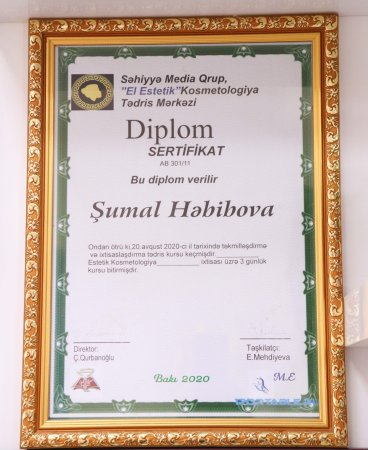 Səhiyyə Media Qrup,
"El Estetik"Kosmetologiya
Tədris Mərkəzi
Diplom
SERTİFİKAT
AB 301/11
Bu diplom verilir
Şumal Həbibova
Ondan ötrü ki,20 avqust 2020-ci il tarixində təkmilləşdirmə
və ixtisaslaşdırma tədris kursu keçmişdir.
Estetik Kosmetologiya__________ ixtisası üzrə 3 günlük
kursu bitirmişdir.
Direktor:
Ç.Qurbanoğlu
Təşkilatçı:
E.Mehdiyeva
Bakı 2020
M.E